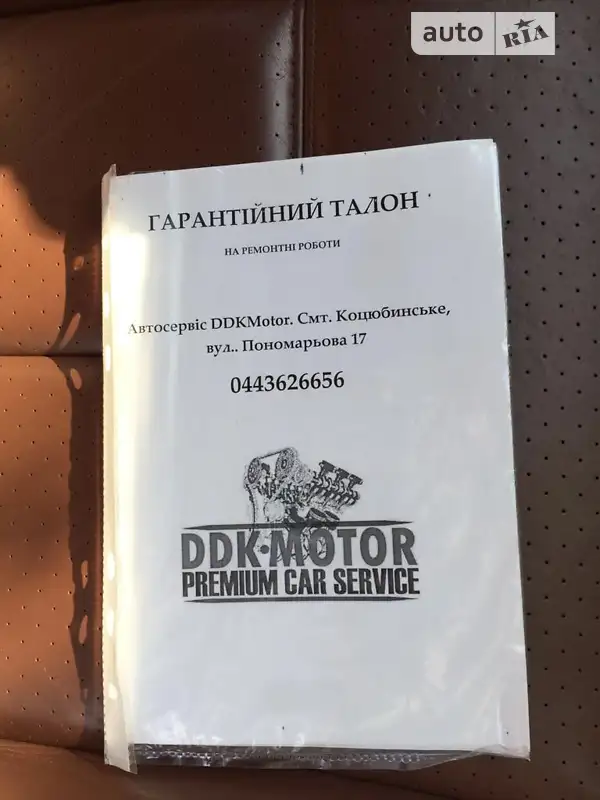 auto RIA
ГАРАНТІЙНИЙ ТАЛОН
НА РЕМОНТНІ РОБОТИ
Автосервіс DDKMotor. Смт. Коцюбинське,
вул.. Пономарьова 17
0443626656
DDK·MOTOR
PREMIUM CAR SERVICE